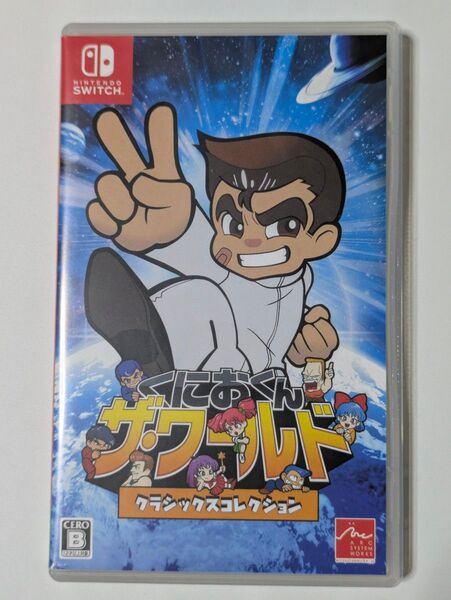 NINTENDO
SWITCH™
くにおくん
ザ・ワールド
クラシックスコレクション
CERO
B
ARC
SYSTEM
WORKS